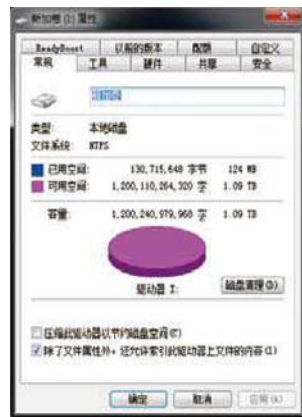 新加卷 (I:) 属性
ReadyBoost 以前的版本 配额 自定义
常规 工具 硬件 共享 安全
类型: 本地磁盘
文件系统: NTFS
已用空间: 130,715,648 字节 124 MB
可用空间: 1,200,110,264,320 字 1.09 TB
容量: 1,200,240,979,968 字 1.09 TB
驱动器 I: 磁盘清理(D)
压缩此驱动器以节约磁盘空间(C)
除了文件属性外，还允许索引此驱动器上文件的内容(I)
确定 取消 应用(A)